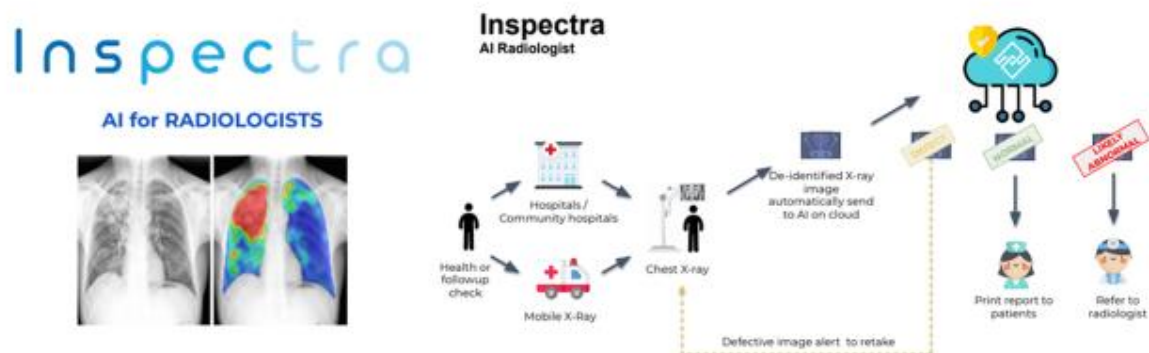 Inspectra
AI for RADIOLOGISTS
Inspectra
AI Radiologist
Health or
followup
check
Hospitals /
Community hospitals
Mobile X-Ray
Chest X-ray
De-identified X-ray
image
automatically send
to AI on cloud
NORMAL
LIKELY
ABNORMAL
Print report to
patients
Refer to
radiologist
Defective image alert to retake